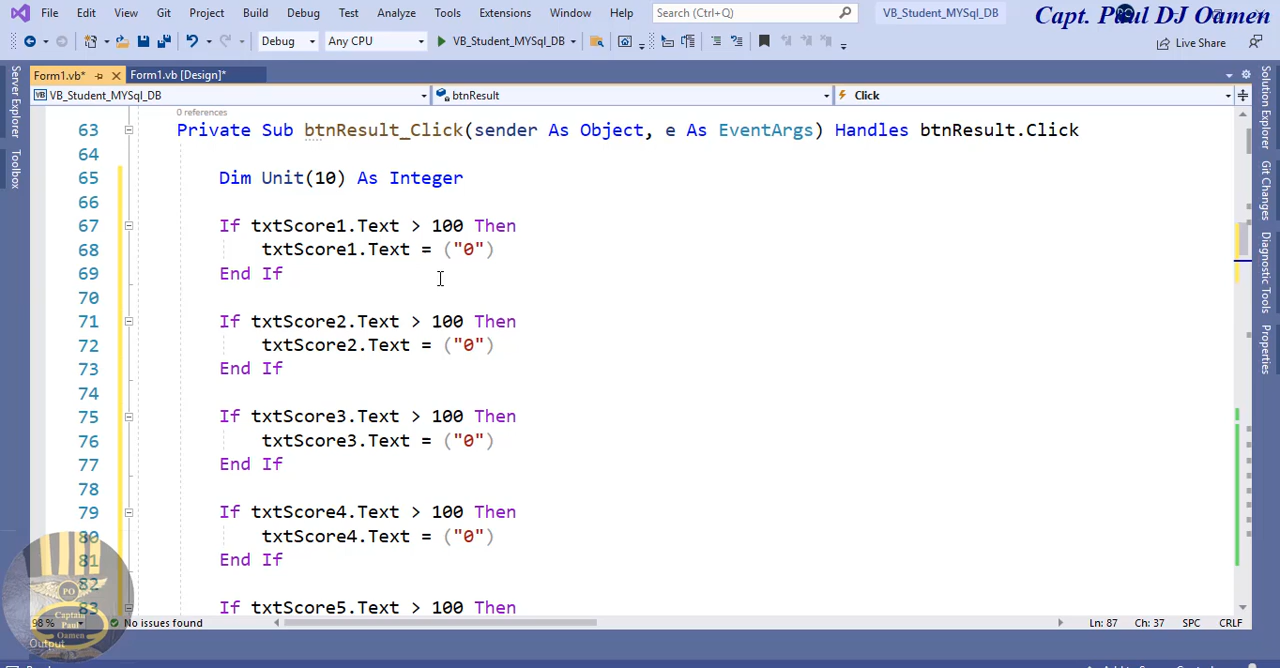 File Edit View Git Project Build Debug Test Analyze Tools Extensions Window Help Search (Ctrl+Q) VB_Student_MYSql_DB
Capt. Paul DJ Oamen
Debug Any CPU VB_Student_MYSql_DB Live Share
Form1.vb* Form1.vb [Design]*
VB_Student_MYSql_DB btnResult Click
Server Explorer
Toolbox
Solution Explorer
Git Changes
Diagnostic Tools
Properties
0 references
63 Private Sub btnResult_Click(sender As Object, e As EventArgs) Handles btnResult.Click
64
65 Dim Unit(10) As Integer
66
67 If txtScore1.Text > 100 Then
68 txtScore1.Text = ("0")
69 End If
70
71 If txtScore2.Text > 100 Then
72 txtScore2.Text = ("0")
73 End If
74
75 If txtScore3.Text > 100 Then
76 txtScore3.Text = ("0")
77 End If
78
79 If txtScore4.Text > 100 Then
80 txtScore4.Text = ("0")
81 End If
82
83 If txtScore5.Text > 100 Then
PO
Captain
Paul
Oamen
98 % No issues found Ln: 87 Ch: 37 SPC CRLF
Output